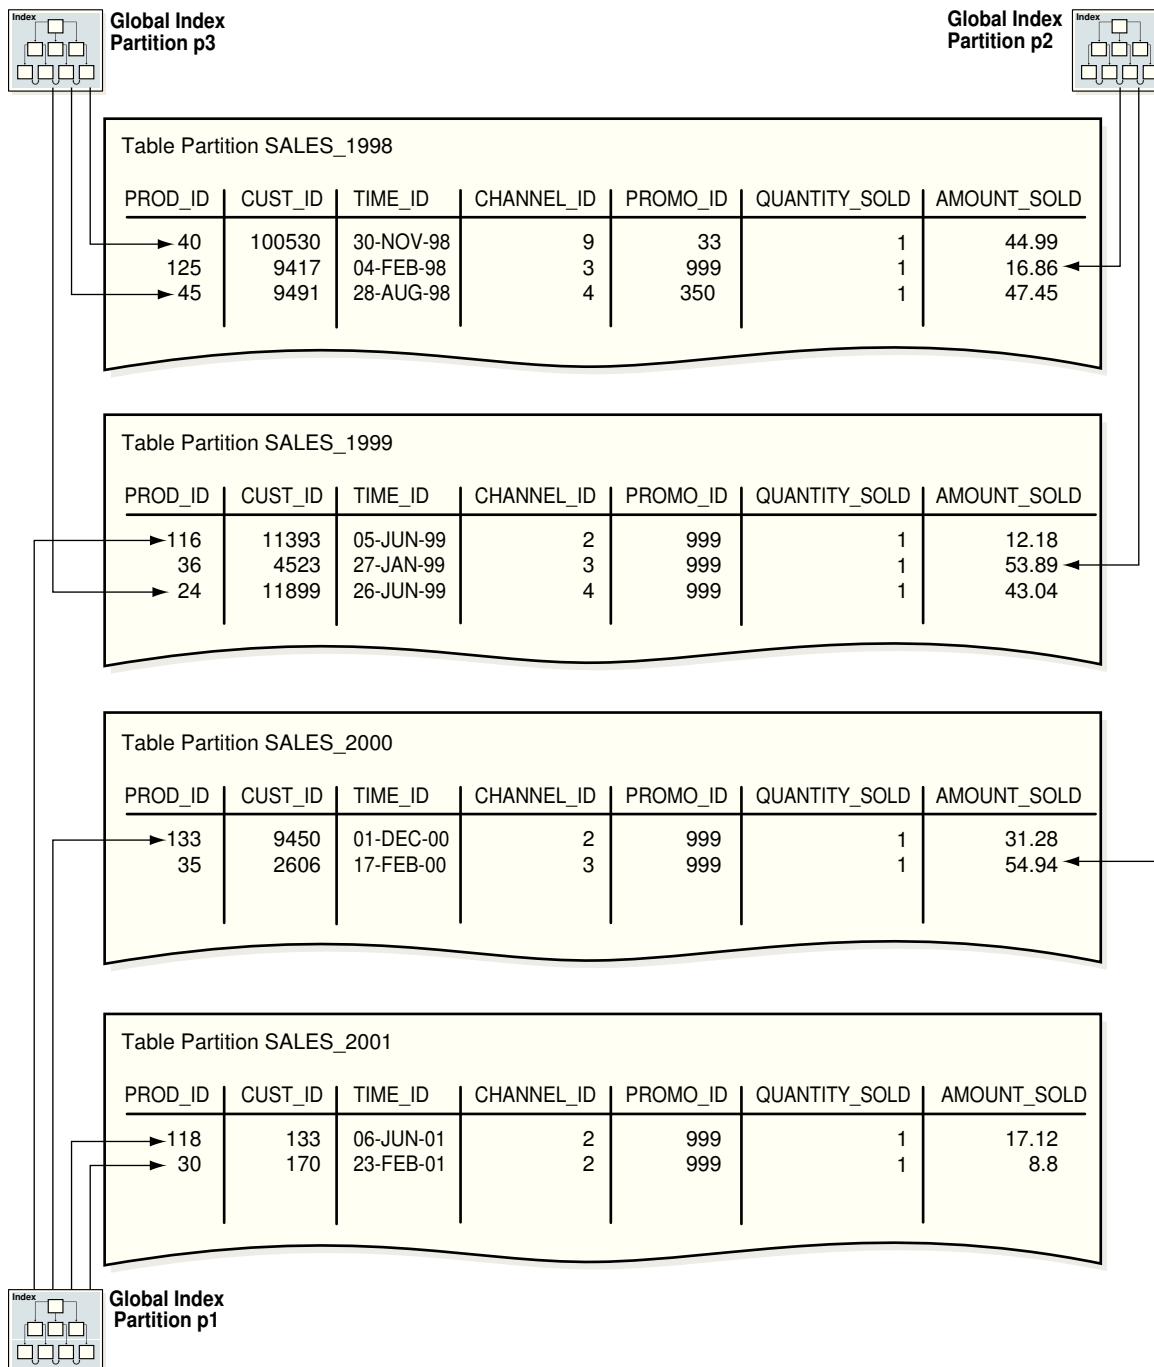 Index
Global Index
Partition p3
Global Index
Partition p2
Index
Table Partition SALES_1998
PROD_ID CUST_ID TIME_ID CHANNEL_ID PROMO_ID QUANTITY_SOLD AMOUNT_SOLD
40 100530 30-NOV-98 9 33 1 44.99
125 9417 04-FEB-98 3 999 1 16.86
45 9491 28-AUG-98 4 350 1 47.45
Table Partition SALES_1999
PROD_ID CUST_ID TIME_ID CHANNEL_ID PROMO_ID QUANTITY_SOLD AMOUNT_SOLD
116 11393 05-JUN-99 2 999 1 12.18
36 4523 27-JAN-99 3 999 1 53.89
24 11899 26-JUN-99 4 999 1 43.04
Table Partition SALES_2000
PROD_ID CUST_ID TIME_ID CHANNEL_ID PROMO_ID QUANTITY_SOLD AMOUNT_SOLD
133 9450 01-DEC-00 2 999 1 31.28
35 2606 17-FEB-00 3 999 1 54.94
Table Partition SALES_2001
PROD_ID CUST_ID TIME_ID CHANNEL_ID PROMO_ID QUANTITY_SOLD AMOUNT_SOLD
118 133 06-JUN-01 2 999 1 17.12
30 170 23-FEB-01 2 999 1 8.8
Index
Global Index
Partition p1